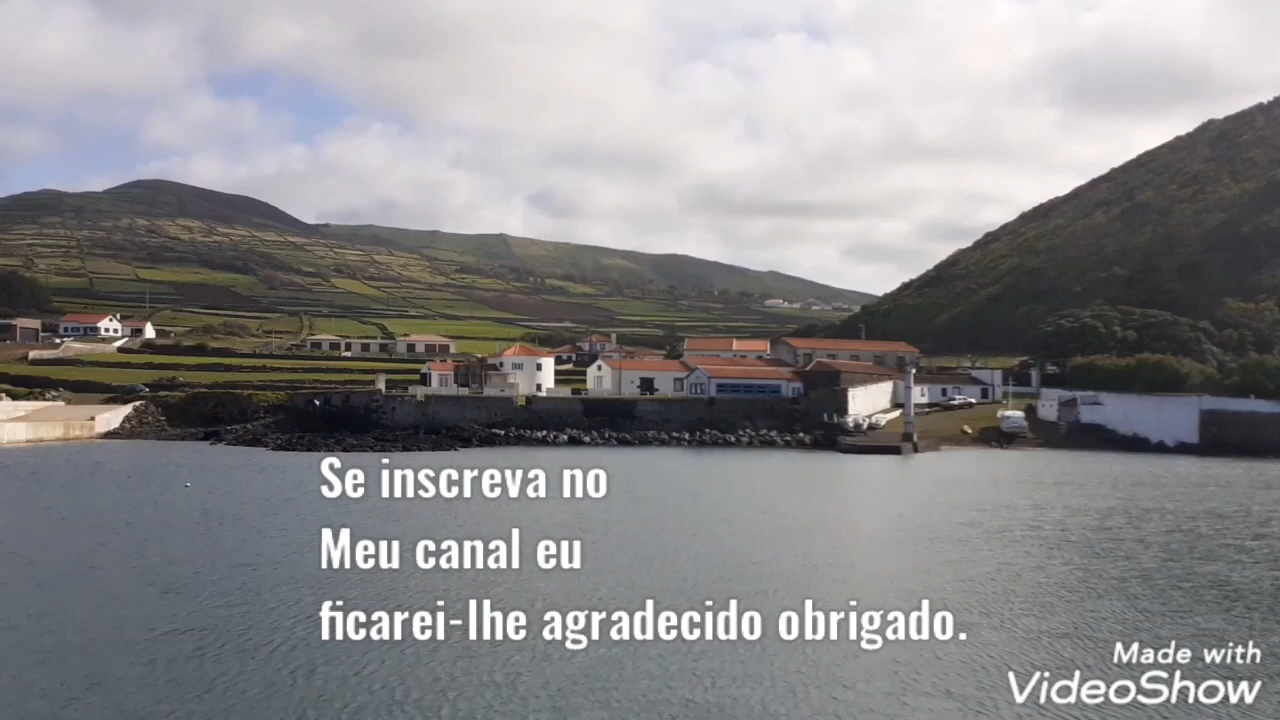 Se inscreva no
Meu canal eu
ficarei-lhe agradecido obrigado.
Made with
VideoShow